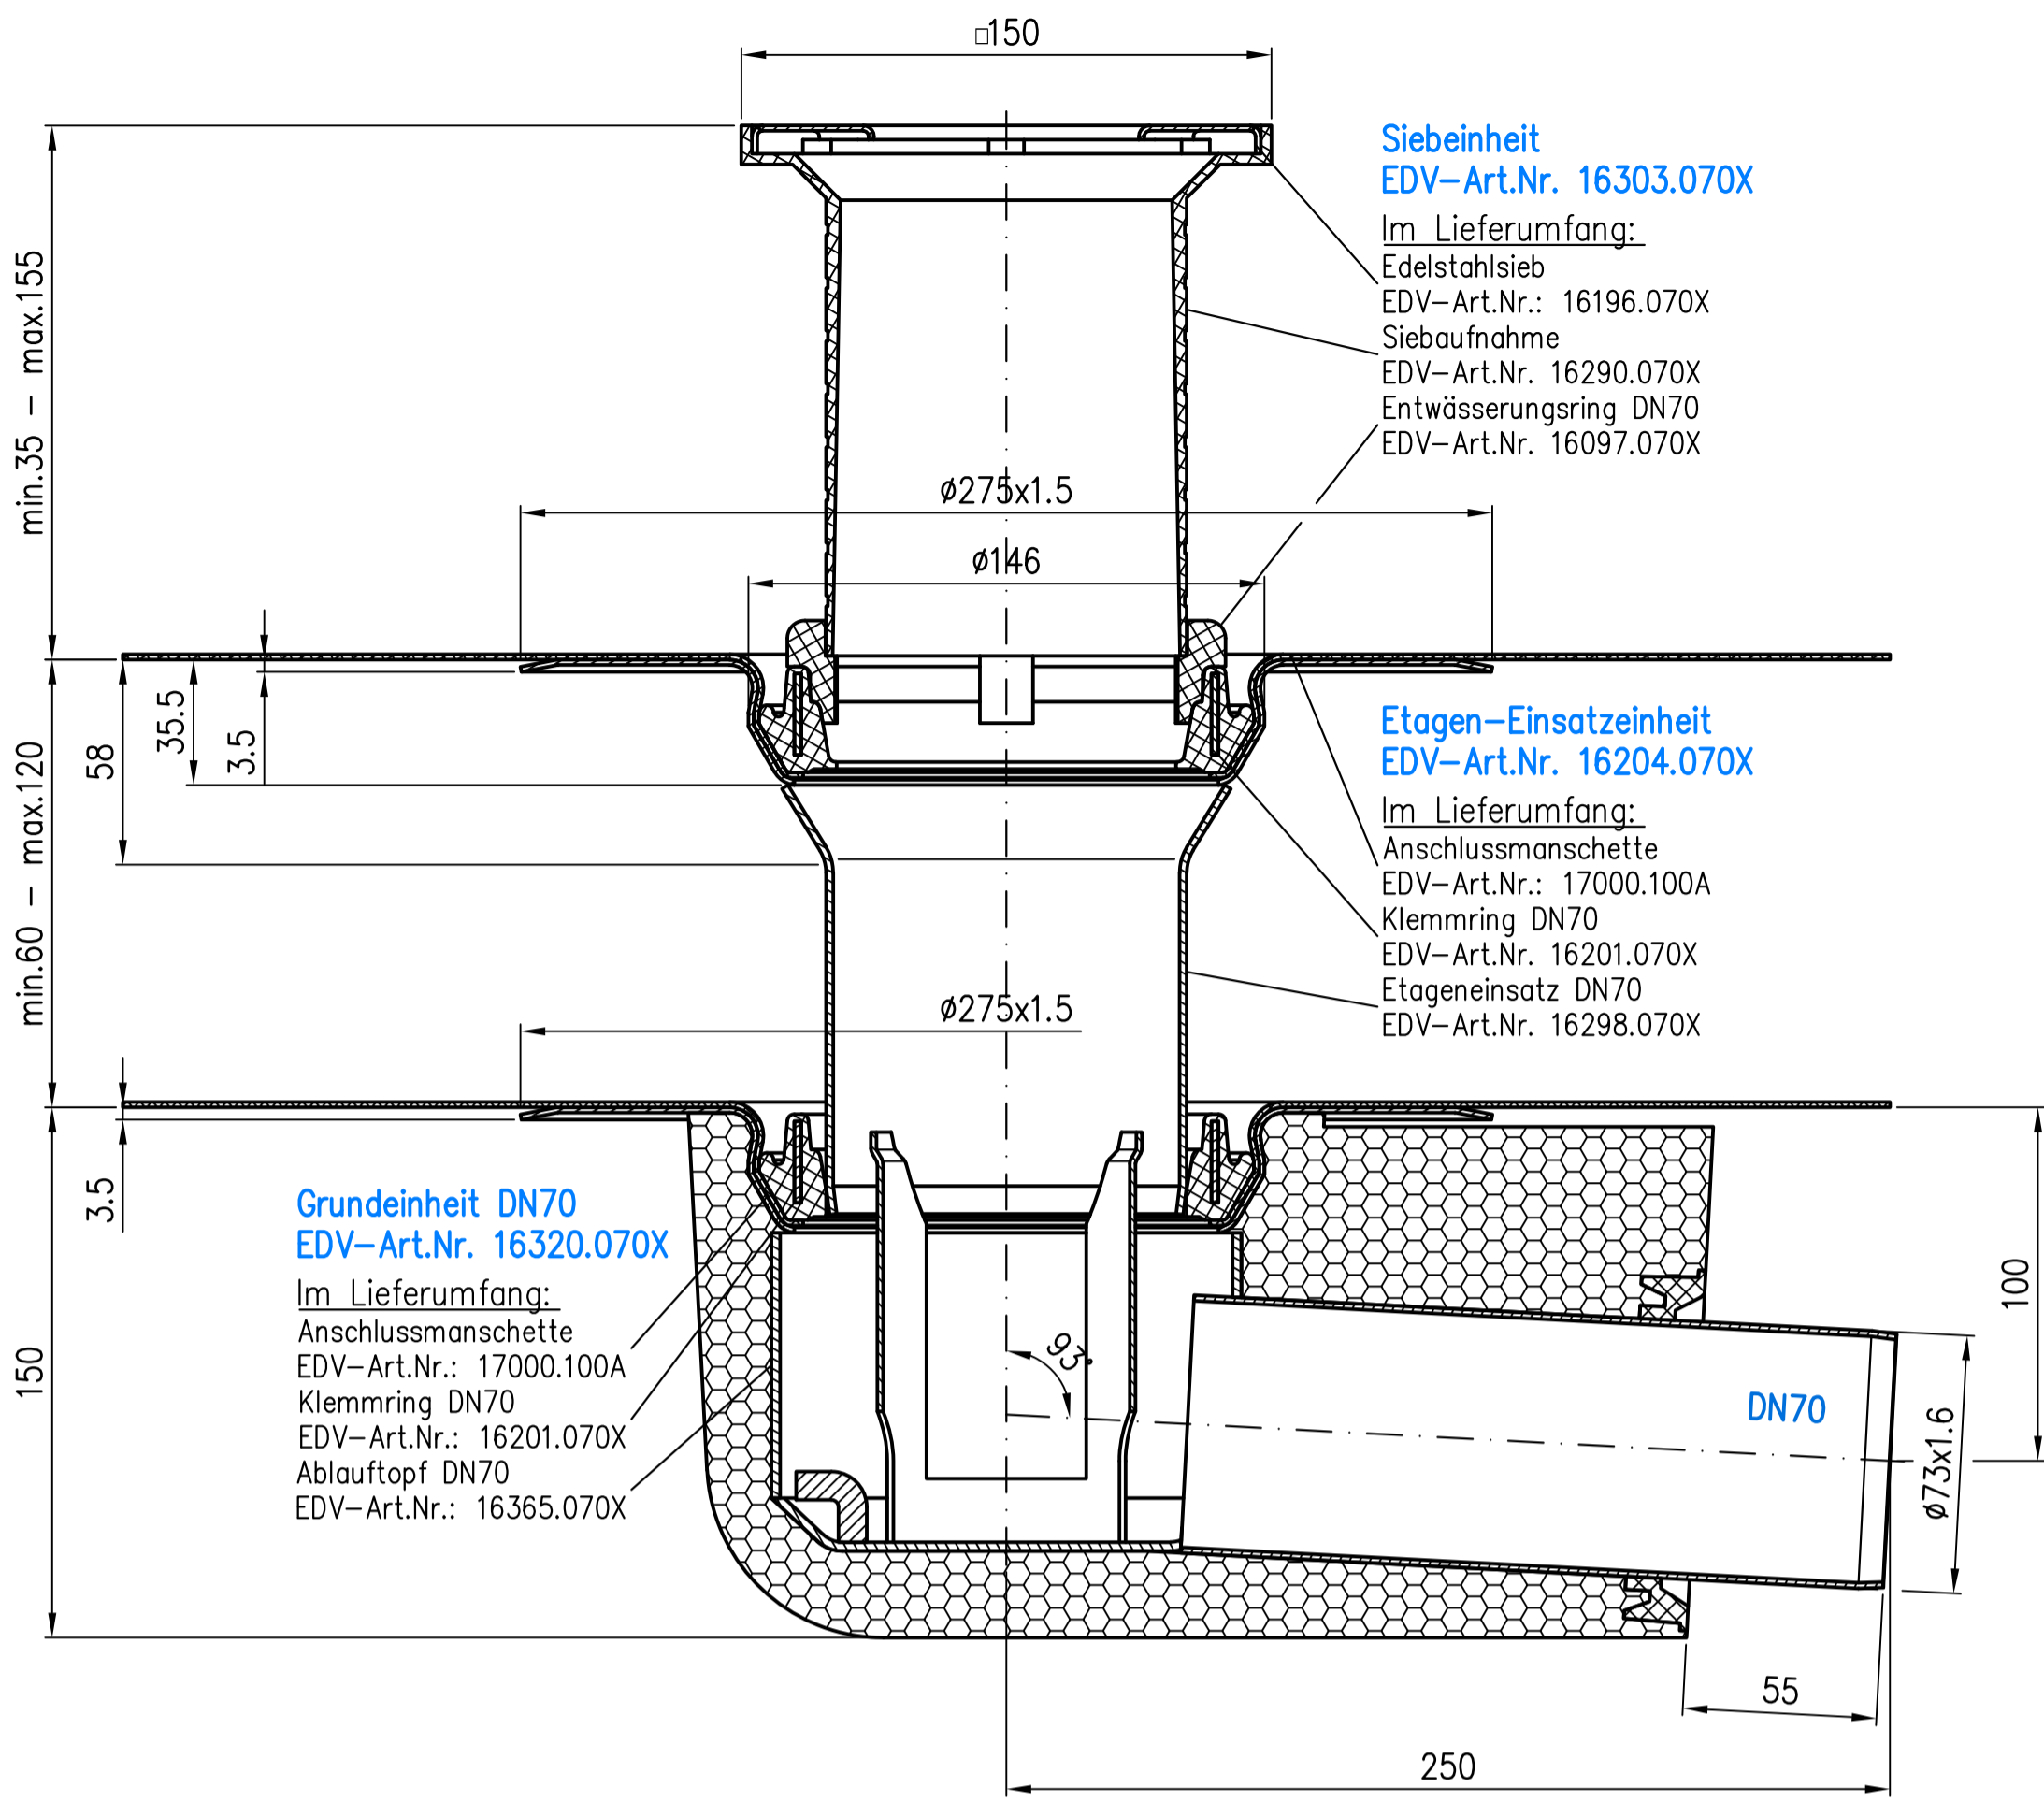 □150
Siebeinheit
EDV-Art.Nr. 16303.070X
Im Lieferumfang:
Edelstahlsieb
EDV-Art.Nr.: 16196.070X
Siebaufnahme
EDV-Art.Nr. 16290.070X
Entwässerungsring DN70
EDV-Art.Nr. 16097.070X
min.35 - max.155
ø275x1.5
ø146
Etagen-Einsatzeinheit
EDV-Art.Nr. 16204.070X
Im Lieferumfang:
Anschlussmanschette
EDV-Art.Nr.: 17000.100A
Klemmring DN70
EDV-Art.Nr. 16201.070X
Etageneinsatz DN70
EDV-Art.Nr. 16298.070X
min.60 - max.120
58
35.5
3.5
ø275x1.5
3.5
Grundeinheit DN70
EDV-Art.Nr. 16320.070X
Im Lieferumfang:
Anschlussmanschette
EDV-Art.Nr.: 17000.100A
Klemmring DN70
EDV-Art.Nr.: 16201.070X
Ablauftopf DN70
EDV-Art.Nr.: 16365.070X
150
93°
DN70
100
ø73x1.6
55
250